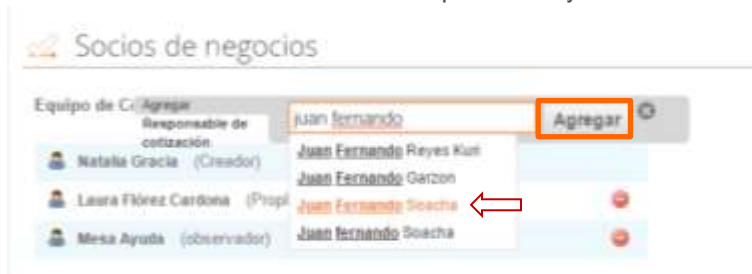 Socios de negocios
Equipo de C
Agregar
Responsable de
cotización
juan fernando
Agregar
Juan Fernando Reyes Kuri
Juan Fernando Garzon
Juan Fernando Soacha
Juan fernando Soacha
Natalia Gracia (Creador)
Laura Flórez Cardona (Propi
Mesa Ayuda (observador)